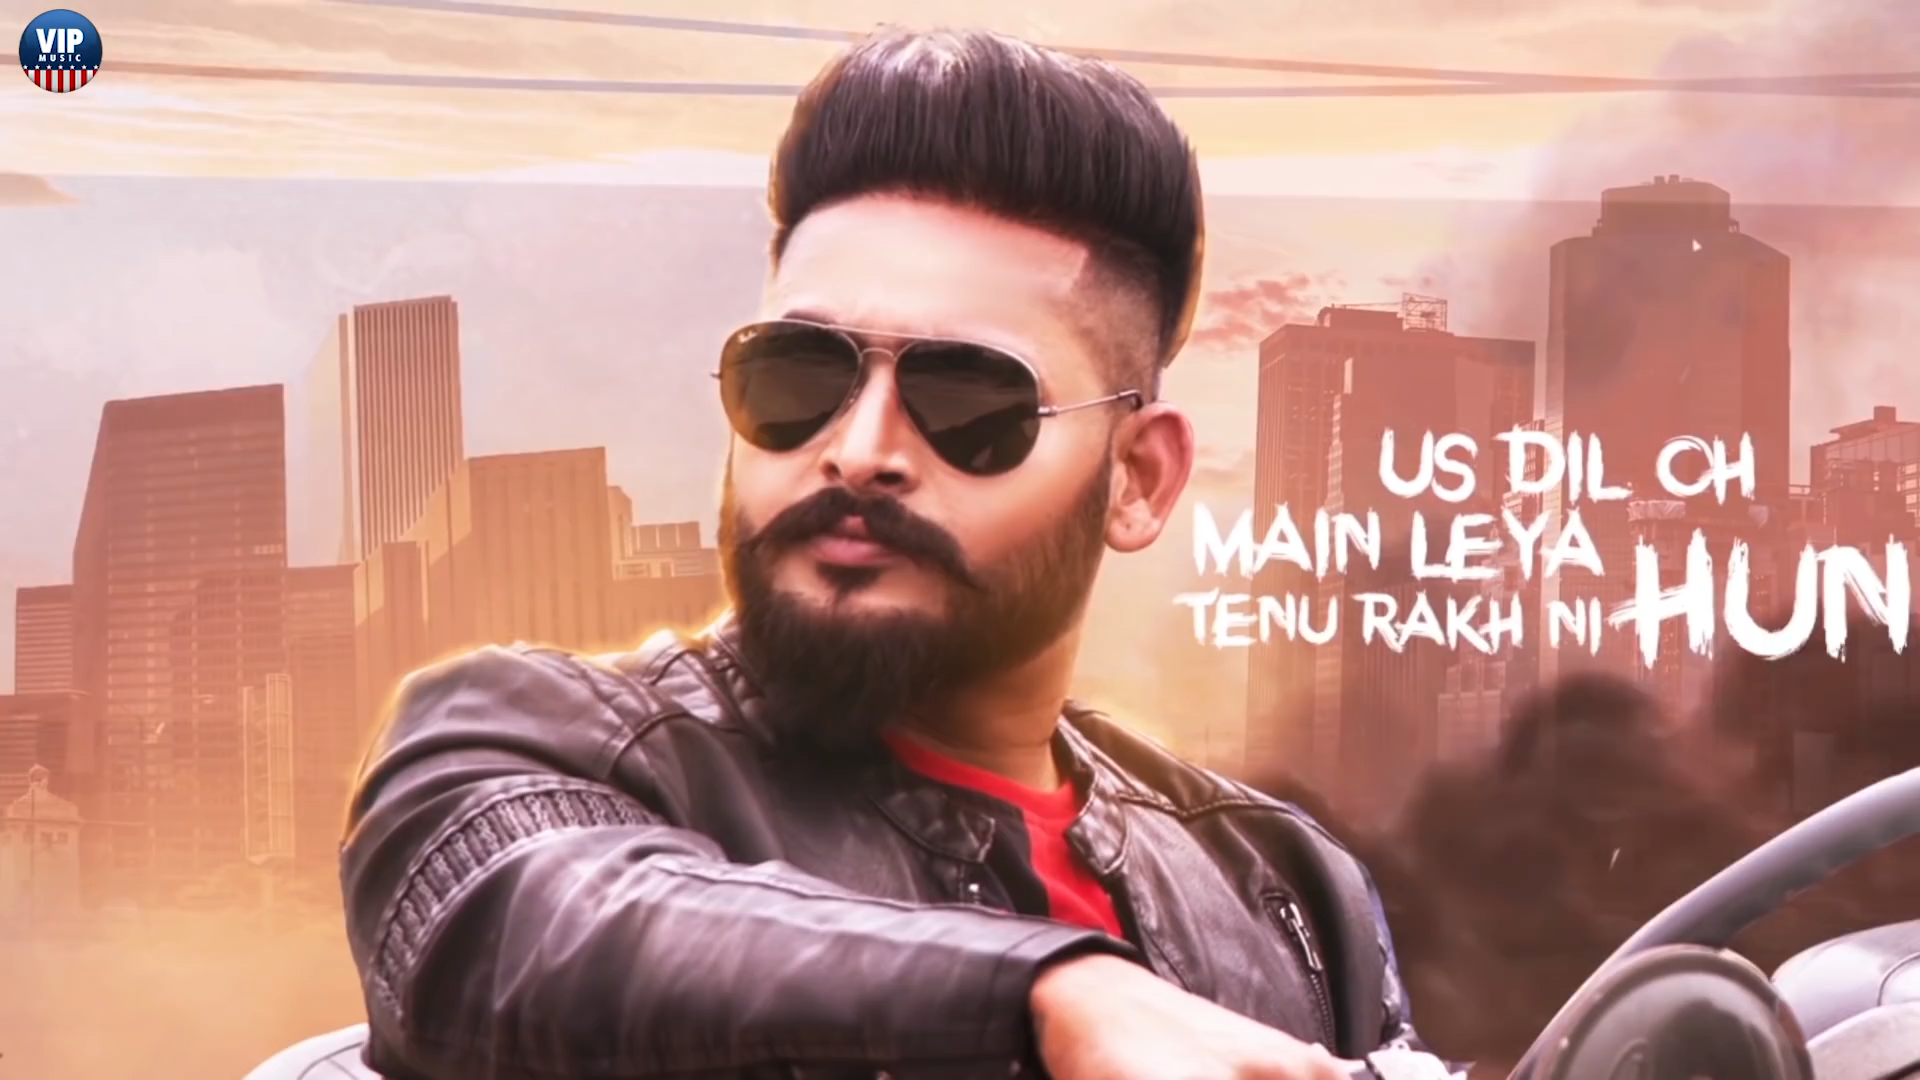 VIP
MUSIC
US DIL CH
MAIN LEYA
TENU RAKH NI HUN